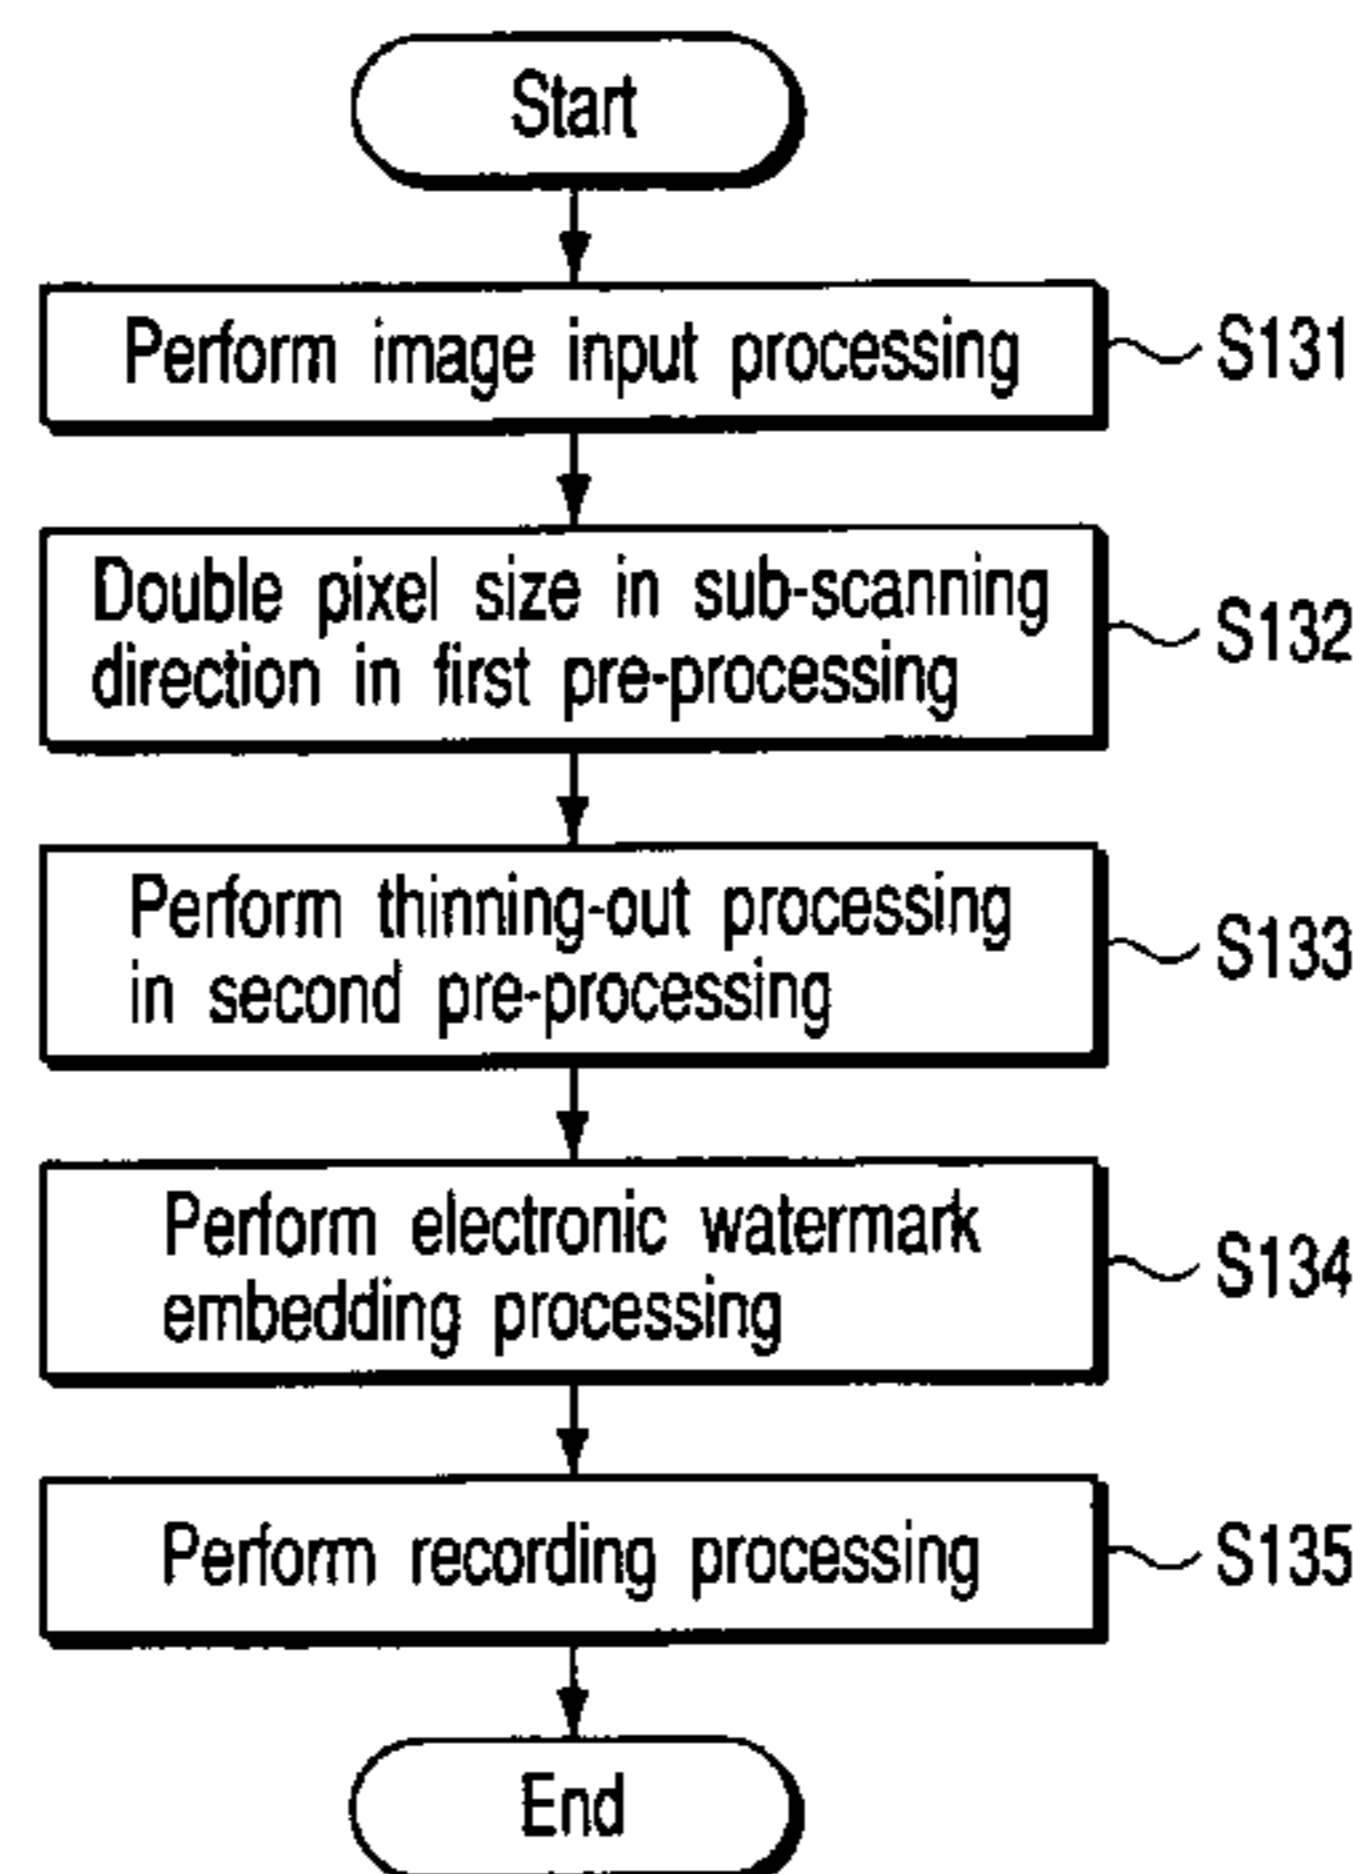 Start
Perform image input processing
S131
Double pixel size in sub-scanning
direction in first pre-processing
S132
Perform thinning-out processing
in second pre-processing
S133
Perform electronic watermark
embedding processing
S134
Perform recording processing
S135
End